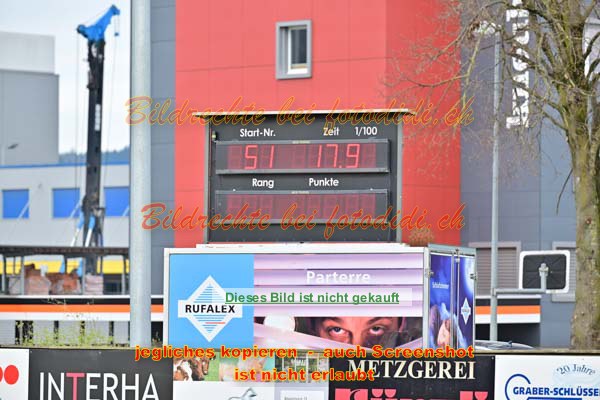 Bildrechte bei fotodidi.ch
Start-Nr. Zeit 1/100
51 17.9
Rang Punkte
Bildrechte bei fotodidi.ch
Parterre
Dieses Bild ist nicht gekauft
RUFALEX
jegliches kopieren - auch Screenshot
ist nicht erlaubt
INTERHA
METZGEREI
20 Jahre
GRABER-SCHLÜSSEL